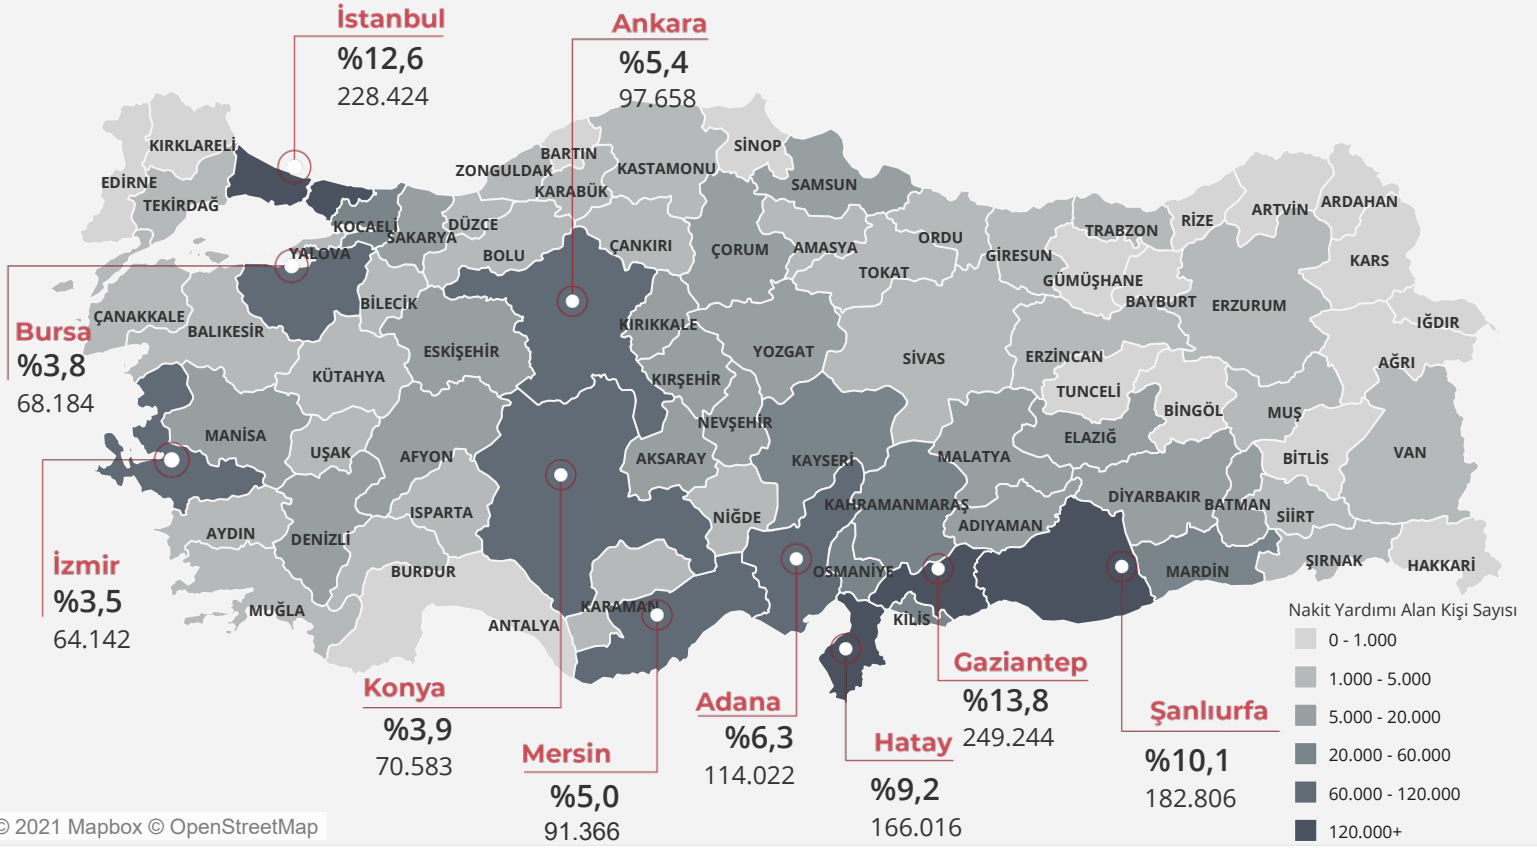 İstanbul
%12,6
228.424
Ankara
%5,4
97.658
KIRKLARELİ
EDİRNE
TEKİRDAĞ
ZONGULDAK
BARTIN
KARABÜK
KASTAMONU
SİNOP
SAMSUN
KOCAELİ
SAKARYA
DÜZCE
YALOVA
BOLU
ÇANKIRI
ÇORUM
AMASYA
TOKAT
ORDU
GİRESUN
TRABZON
RİZE
ARTVİN
ARDAHAN
KARS
GÜMÜŞHANE
BAYBURT
ERZURUM
IĞDIR
AĞRI
ÇANAKKALE
BALIKESİR
BİLECİK
ESKİŞEHİR
KÜTAHYA
KIRIKKALE
KIRŞEHİR
YOZGAT
SİVAS
ERZİNCAN
TUNCELİ
BİNGÖL
MUŞ
BİTLİS
VAN
Bursa
%3,8
68.184
MANİSA
UŞAK
AFYON
AKSARAY
NEVŞEHİR
KAYSERİ
MALATYA
ELAZIĞ
DİYARBAKIR
BATMAN
SİİRT
ŞIRNAK
HAKKARİ
AYDIN
DENİZLİ
ISPARTA
NİĞDE
KAHRAMANMARAŞ
ADIYAMAN
MARDİN
OSMANİYE
KİLİS
İzmir
%3,5
64.142
MUĞLA
BURDUR
ANTALYA
KARAMAN
Konya
%3,9
70.583
Mersin
%5,0
91.366
Adana
%6,3
114.022
Hatay
%9,2
166.016
Gaziantep
%13,8
249.244
Şanlıurfa
%10,1
182.806
Nakit Yardımı Alan Kişi Sayısı
0 - 1.000
1.000 - 5.000
5.000 - 20.000
20.000 - 60.000
60.000 - 120.000
120.000+
© 2021 Mapbox © OpenStreetMap